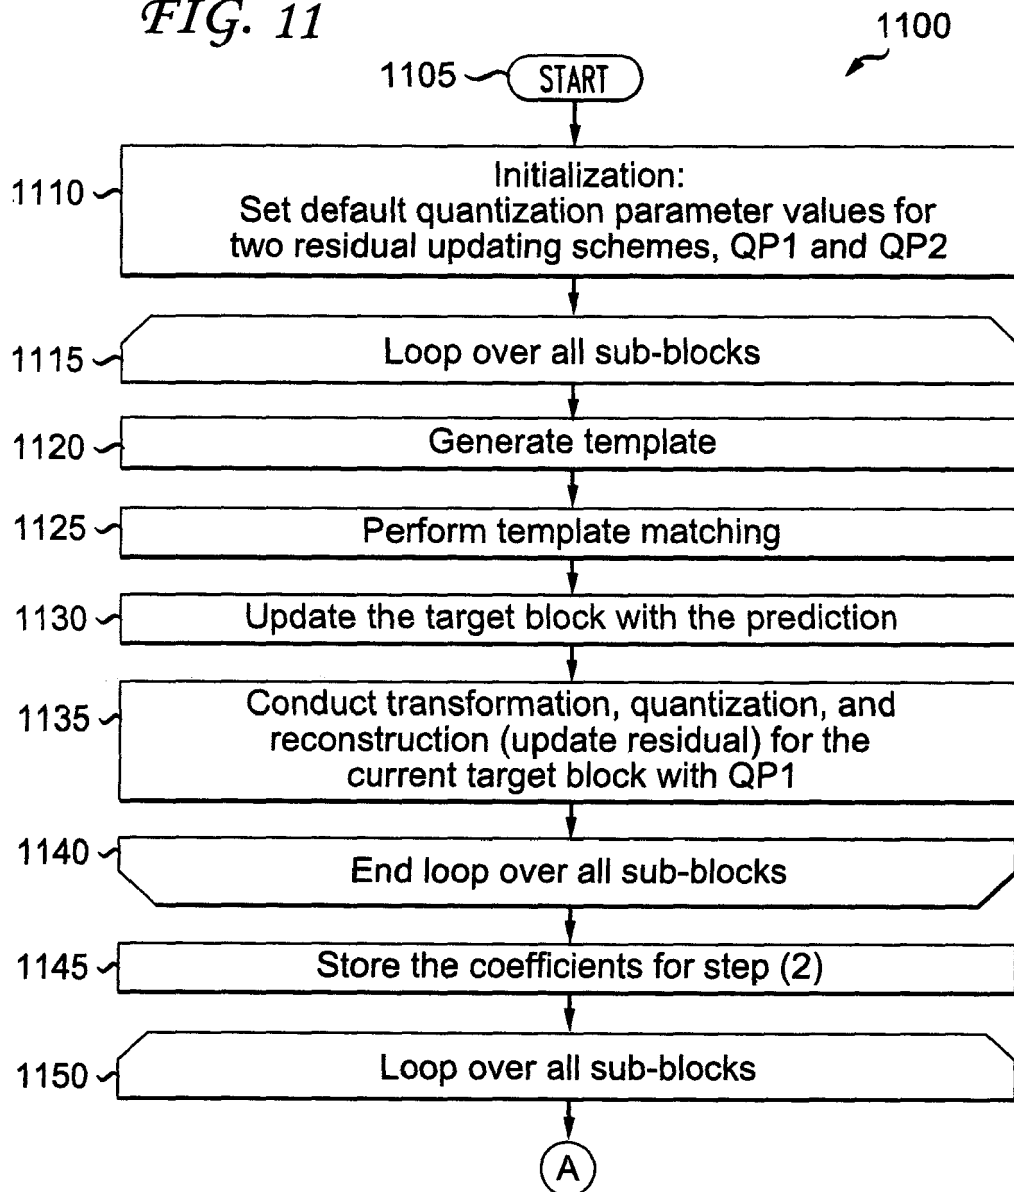 FIG. 11
1100
1105 START
1110 Initialization:
Set default quantization parameter values for
two residual updating schemes, QP1 and QP2
1115 Loop over all sub-blocks
1120 Generate template
1125 Perform template matching
1130 Update the target block with the prediction
1135 Conduct transformation, quantization, and
reconstruction (update residual) for the
current target block with QP1
1140 End loop over all sub-blocks
1145 Store the coefficients for step (2)
1150 Loop over all sub-blocks
A